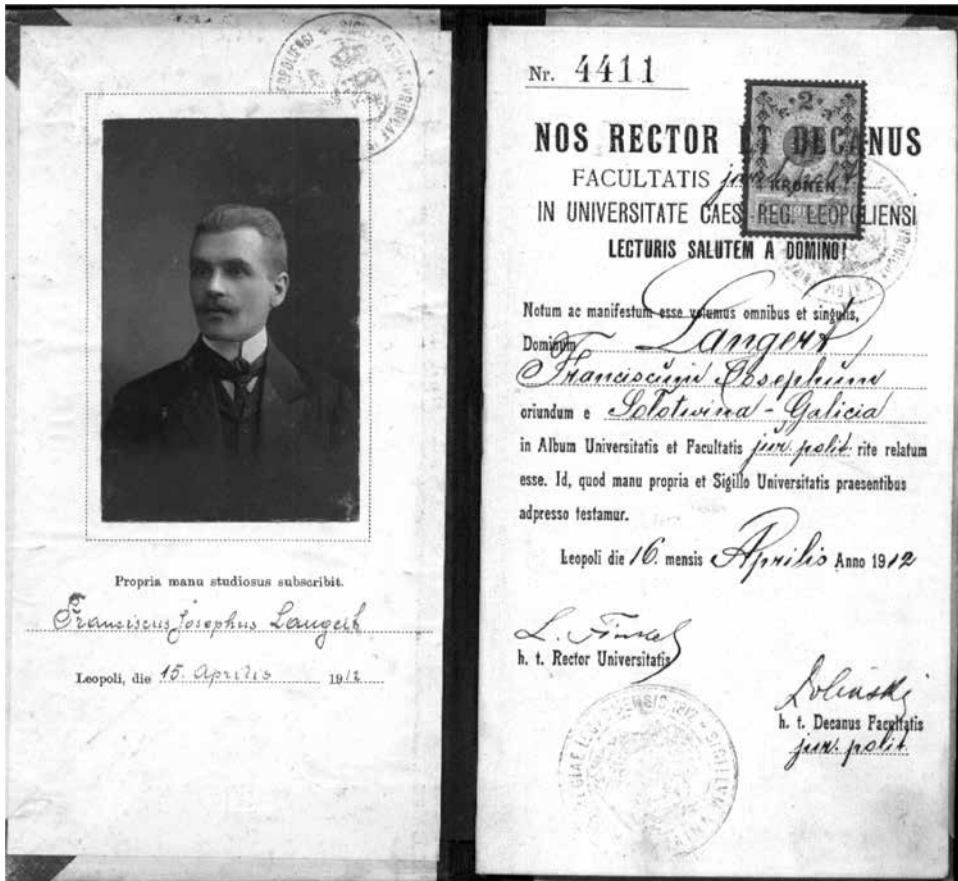 Propria manu studiosus subscribit.
Franciscus Josephus Langert
Leopoli, die 15. Aprilis 1912
Nr. 4411
NOS RECTOR ET DECANUS
FACULTATIS jur. polit.
IN UNIVERSITATE CAES.-REG. LEOPOLIENSI
LECTURIS SALUTEM A DOMINO!
2
KRONEN
Notum ac manifestum esse volumus omnibus et singulis,
Dominum Langert
Franciscum Josephum
oriundum e Sototwina - Galicia
in Album Universitatis et Facultatis jur. polit. rite relatum
esse. Id, quod manu propria et Sigillo Universitatis praesentibus
adpresso testamur.
Leopoli die 16. mensis Aprilis Anno 1912
L. Finkel
h. t. Rector Universitatis
Dolinski
h. t. Decanus Facultatis
jur. polit.